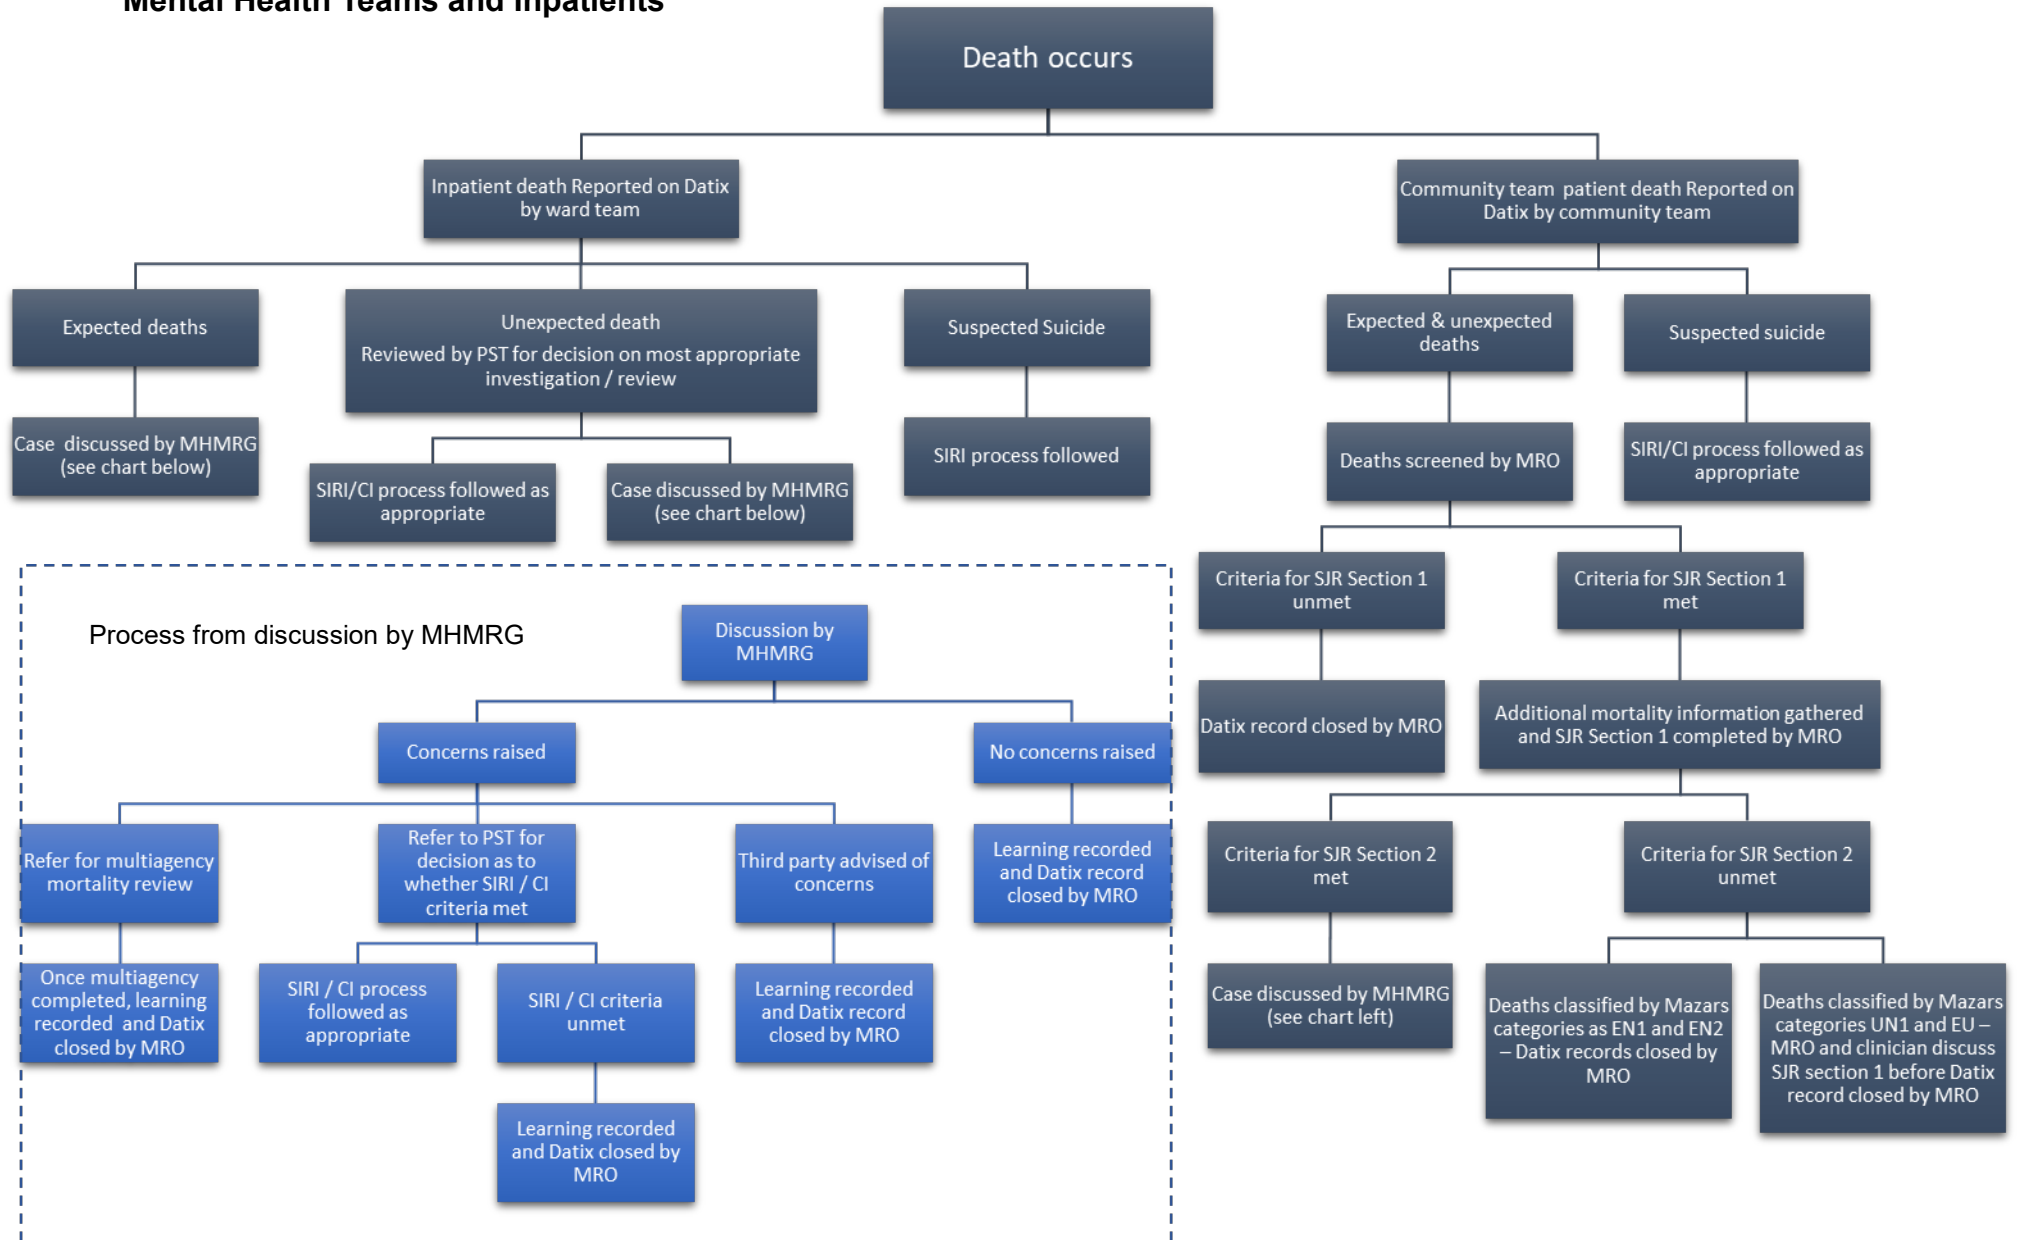 Mental Health Teams and Inpatients
Death occurs
Inpatient death Reported on Datix
by ward team
Community team  patient death Reported on
Datix by community team
Expected deaths
Unexpected death
Reviewed by PST for decision on most appropriate
investigation / review
Suspected Suicide
Expected & unexpected
deaths
Suspected suicide
Case  discussed by MHMRG
(see chart below)
SIRI/CI process followed as
appropriate
Case discussed by MHMRG
(see chart below)
SIRI process followed
Deaths screened by MRO
SIRI/CI process followed as
appropriate
Criteria for SJR Section 1
unmet
Criteria for SJR Section 1
met
Datix record closed by MRO
Additional mortality information gathered
and SJR Section 1 completed by MRO
Criteria for SJR Section 2
met
Criteria for SJR Section 2
unmet
Case discussed by MHMRG
(see chart left)
Deaths classified by Mazars
categories as EN1 and EN2
– Datix records closed by
MRO
Deaths classified by Mazars
categories UN1 and EU –
MRO and clinician discuss
SJR section 1 before Datix
record closed by MRO
Process from discussion by MHMRG
Discussion by
MHMRG
Concerns raised
No concerns raised
Refer for multiagency
mortality review
Refer to PST for
decision as to
whether SIRI / CI
criteria met
Third party advised of
concerns
Learning recorded
and Datix record
closed by MRO
Once multiagency
completed, learning
recorded  and Datix
closed by MRO
SIRI / CI process
followed as
appropriate
SIRI / CI criteria
unmet
Learning recorded
and Datix record
closed by MRO
Learning recorded
and Datix closed by
MRO